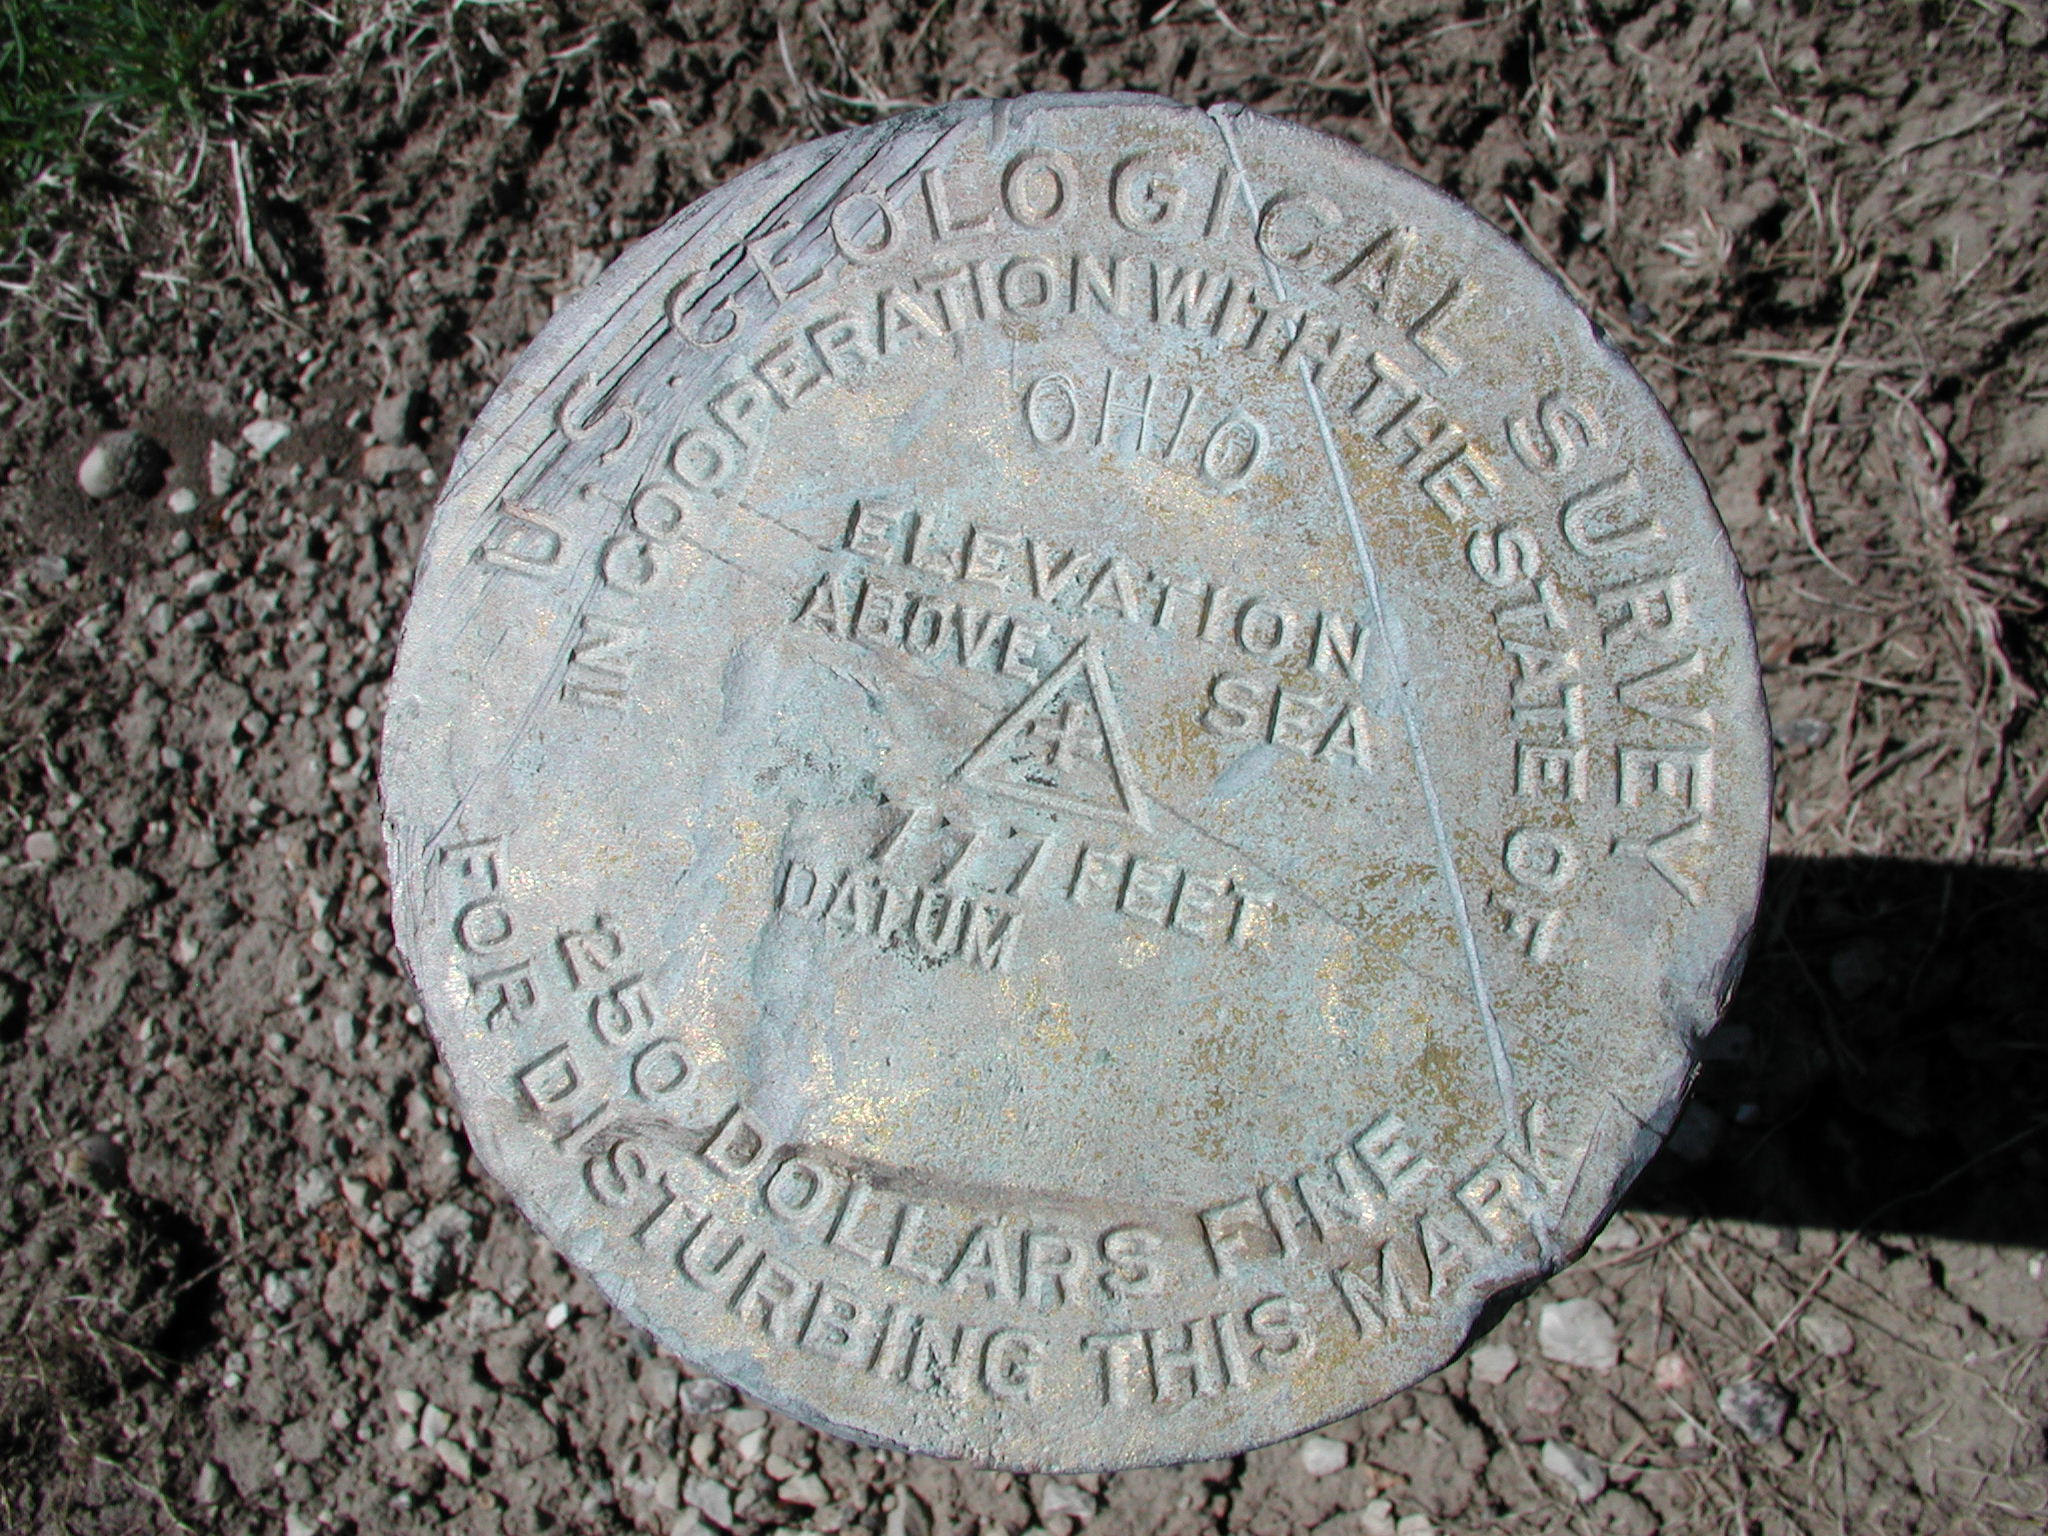 U.S. GEOLOGICAL SURVEY
IN COOPERATION WITH THE STATE OF
OHIO
ELEVATION
ABOVE SEA
777 FEET
DATUM
250 DOLLARS FINE
FOR DISTURBING THIS MARK